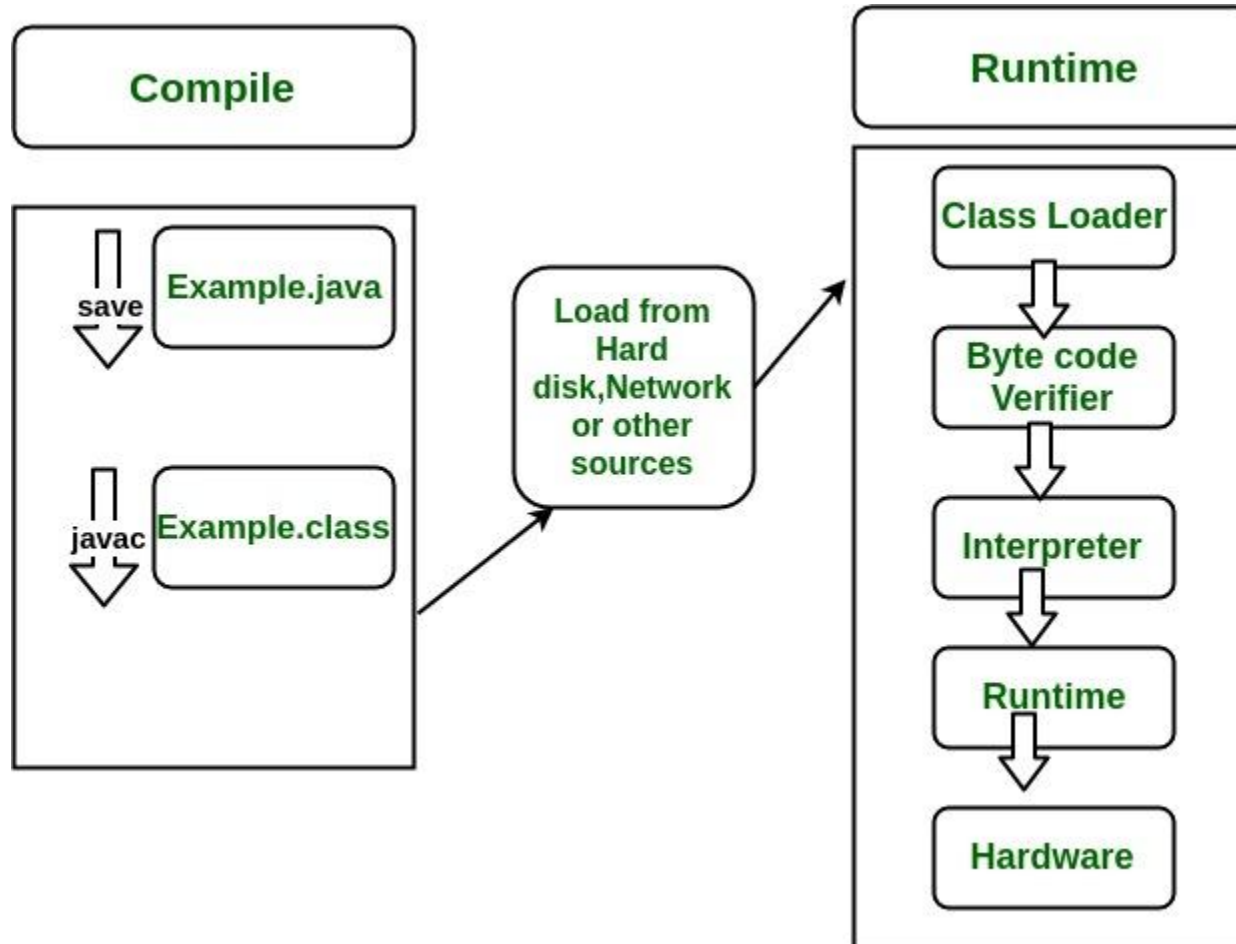 Compile
save
Example.java
javac
Example.class
Load from
Hard
disk,Network
or other
sources
Runtime
Class Loader
Byte code
Verifier
Interpreter
Runtime
Hardware